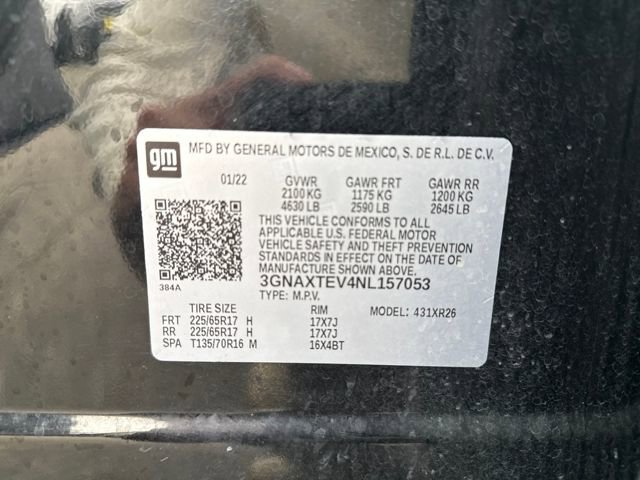 gm MFD BY GENERAL MOTORS DE MEXICO, S. DE R.L. DE C.V.
01/22 GVWR GAWR FRT GAWR RR
2100 KG 1175 KG 1200 KG
4630 LB 2590 LB 2645 LB
THIS VEHICLE CONFORMS TO ALL
APPLICABLE U.S. FEDERAL MOTOR
VEHICLE SAFETY AND THEFT PREVENTION
STANDARDS IN EFFECT ON THE DATE
OF MANUFACTURE SHOWN ABOVE.
384A 3GNAXTEV4NL157053
TYPE: M.P.V.
TIRE SIZE RIM MODEL: 431XR26
FRT 225/65R17 H 17X7J
RR 225/65R17 H 17X7J
SPA T135/70R16 M 16X4BT